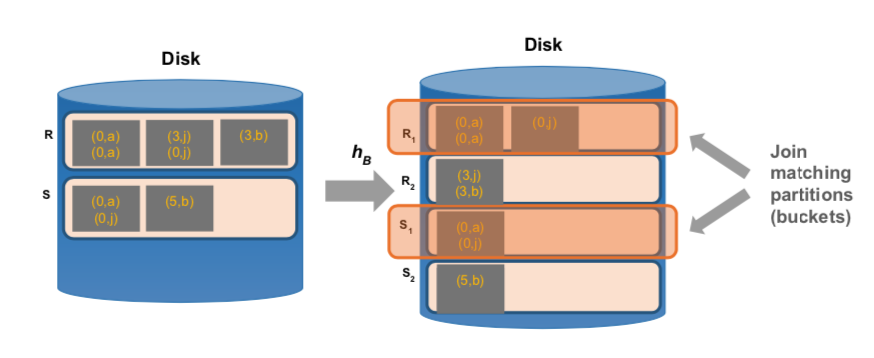 Disk
R
(0,a)
(0,a)
(3,j)
(0,j)
(3,b)
S
(0,a)
(0,j)
(5,b)
h_B
Disk
R_1
(0,a)
(0,a)
(0,j)
R_2
(3,j)
(3,b)
S_1
(0,a)
(0,j)
S_2
(5,b)
Join
matching
partitions
(buckets)